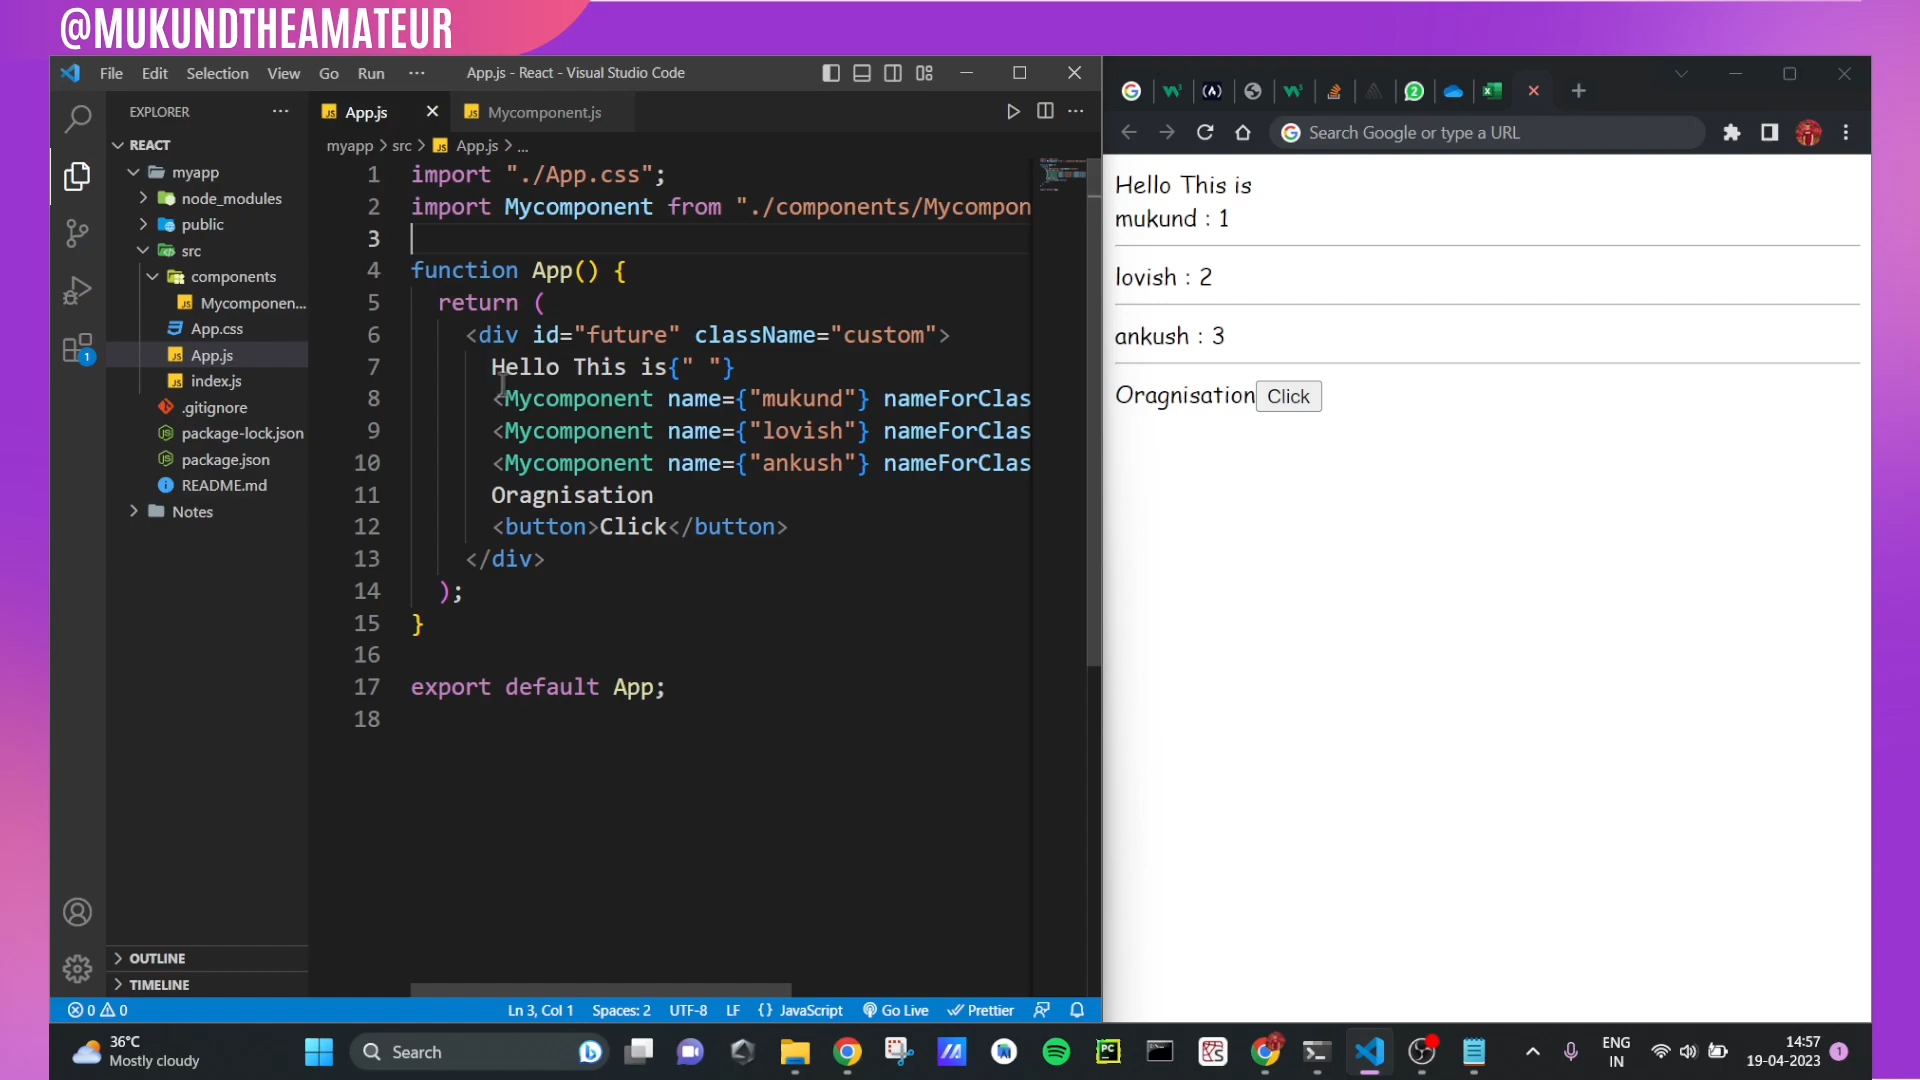 @MUKUNDTHEAMATEUR
File Edit Selection View Go Run ··· App.js - React - Visual Studio Code
EXPLORER ···
REACT
myapp
node_modules
public
src
components
Mycomponen...
App.css
App.js
index.js
.gitignore
package-lock.json
package.json
README.md
Notes
OUTLINE
TIMELINE
1
App.js Mycomponent.js
myapp > src > App.js > ...
1 import "./App.css";
2 import Mycomponent from "./components/Mycompon
3
4 function App() {
5 return (
6 <div id="future" className="custom">
7 Hello This is{" "}
8 <Mycomponent name={"mukund"} nameForClas
9 <Mycomponent name={"lovish"} nameForClas
10 <Mycomponent name={"ankush"} nameForClas
11 Oragnisation
12 <button>Click</button>
13 </div>
14 );
15 }
16
17 export default App;
18
0 0 Ln 3, Col 1 Spaces: 2 UTF-8 LF {} JavaScript Go Live Prettier
2
Search Google or type a URL
Hello This is
mukund : 1
lovish : 2
ankush : 3
Oragnisation Click
36°C
Mostly cloudy
Search
PC
ENG
IN
14:57
19-04-2023
1